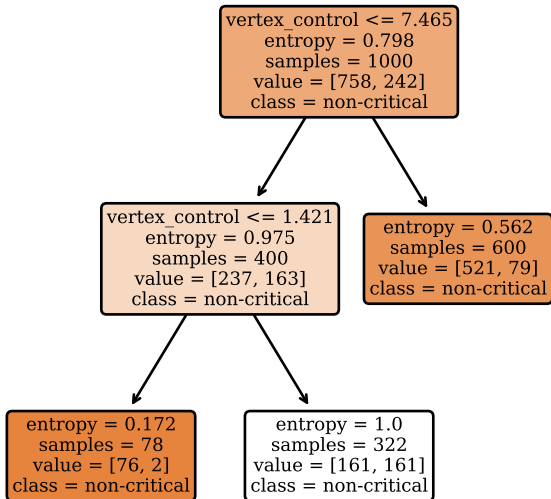 vertex_control <= 7.465
entropy = 0.798
samples = 1000
value = [758, 242]
class = non-critical
vertex_control <= 1.421
entropy = 0.975
samples = 400
value = [237, 163]
class = non-critical
entropy = 0.562
samples = 600
value = [521, 79]
class = non-critical
entropy = 0.172
samples = 78
value = [76, 2]
class = non-critical
entropy = 1.0
samples = 322
value = [161, 161]
class = non-critical